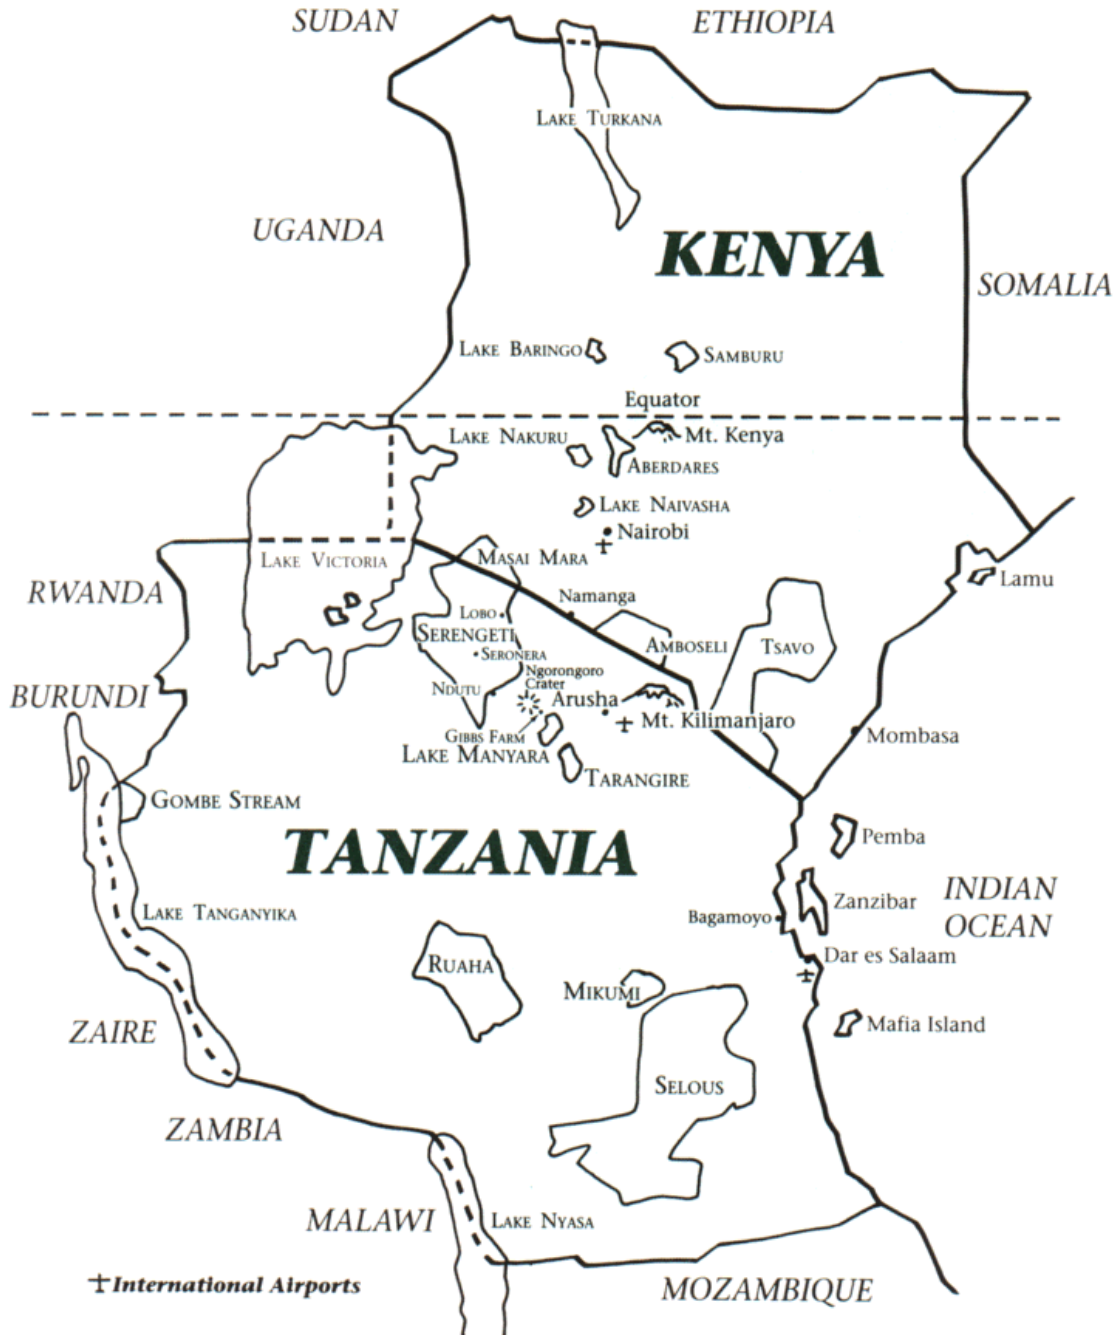 SUDAN
ETHIOPIA
LAKE TURKANA
UGANDA
KENYA
SOMALIA
LAKE BARINGO
SAMBURU
Equator
LAKE NAKURU
Mt. Kenya
ABERDARES
LAKE NAIVASHA
Nairobi
LAKE VICTORIA
MASAI MARA
RWANDA
Lamu
Namanga
LOBO
SERENGETI
AMBOSELI
TSAVO
SERONERA
BURUNDI
NDUTU
Ngorongoro
Crater
Arusha
Mt. Kilimanjaro
GIBBS FARM
LAKE MANYARA
Mombasa
TARANGIRE
GOMBE STREAM
TANZANIA
Pemba
LAKE TANGANYIKA
Bagamoyo
Zanzibar
INDIAN
OCEAN
RUAHA
Dar es Salaam
MIKUMI
ZAIRE
Mafia Island
SELOUS
ZAMBIA
MALAWI
LAKE NYASA
International Airports
MOZAMBIQUE